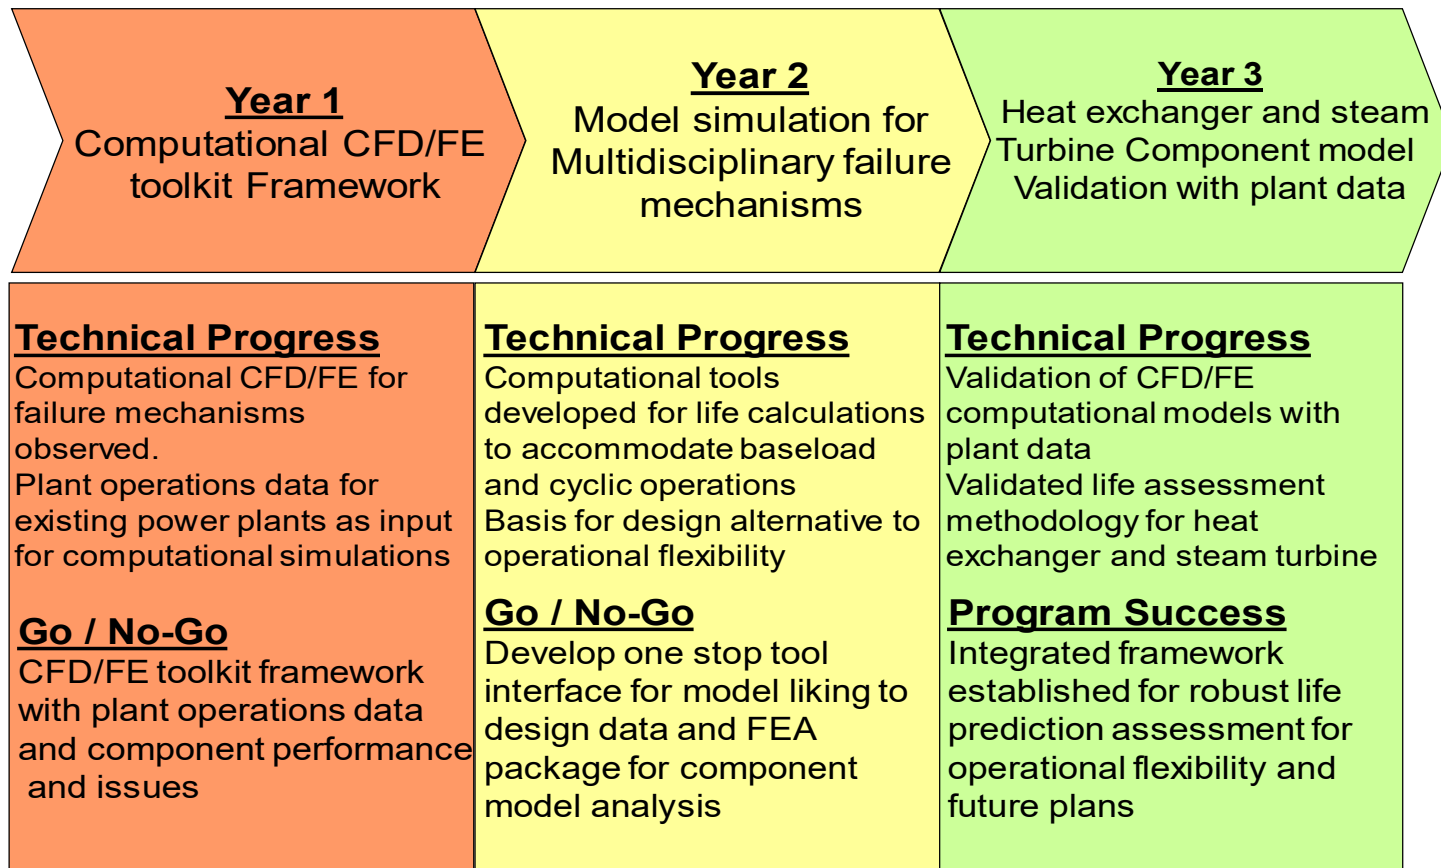 Year 1
Computational CFD/FE
toolkit Framework
Year 2
Model simulation for
Multidisciplinary failure
mechanisms
Year 3
Heat exchanger and steam
Turbine Component model
Validation with plant data
Technical Progress
Computational CFD/FE for
failure mechanisms
observed.
Plant operations data for
existing power plants as input
for computational simulations
Go / No-Go
CFD/FE toolkit framework
with plant operations data
and component performance
and issues
Technical Progress
Computational tools
developed for life calculations
to accommodate baseload
and cyclic operations
Basis for design alternative to
operational flexibility
Go / No-Go
Develop one stop tool
interface for model liking to
design data and FEA
package for component
model analysis
Technical Progress
Validation of CFD/FE
computational models with
plant data
Validated life assessment
methodology for heat
exchanger and steam turbine
Program Success
Integrated framework
established for robust life
prediction assessment for
operational flexibility and
future plans